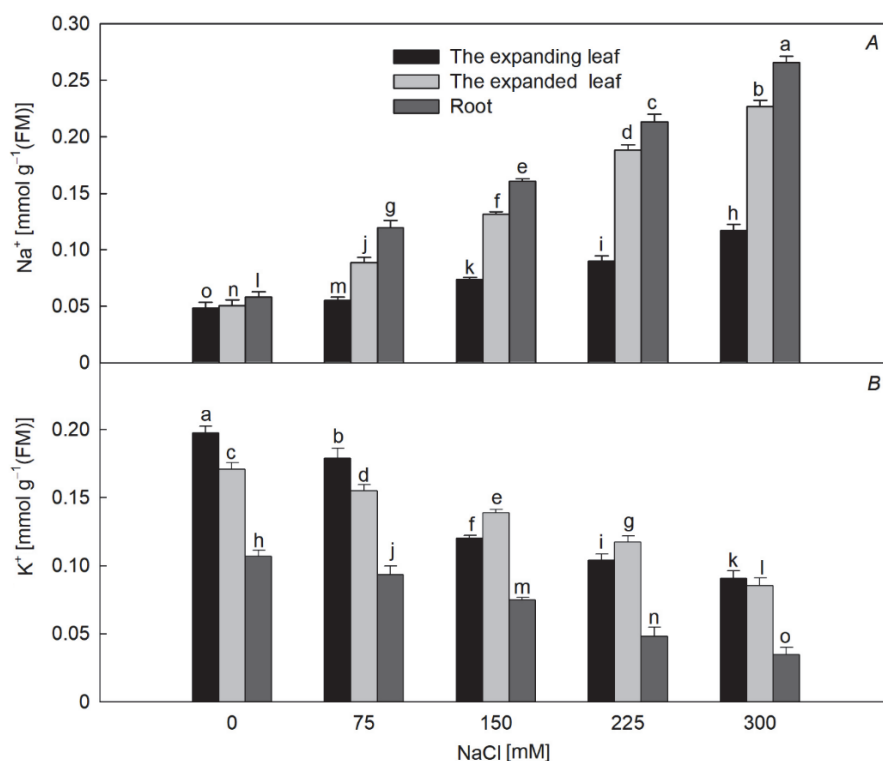 0.30
A
a
The expanding leaf
The expanded leaf
Root
0.25
b
c
0.20
d
e
0.15
g
f
h
0.10
j
i
k
0.05
o n l
m
0
Na⁺ [mmol g⁻¹(FM)]
B
a
0.20
c
b
d
0.15
e
h
j
f
g
i
0.10
m
k l
0.05
n
o
0
K⁺ [mmol g⁻¹(FM)]
0 75 150 225 300
NaCl [mM]